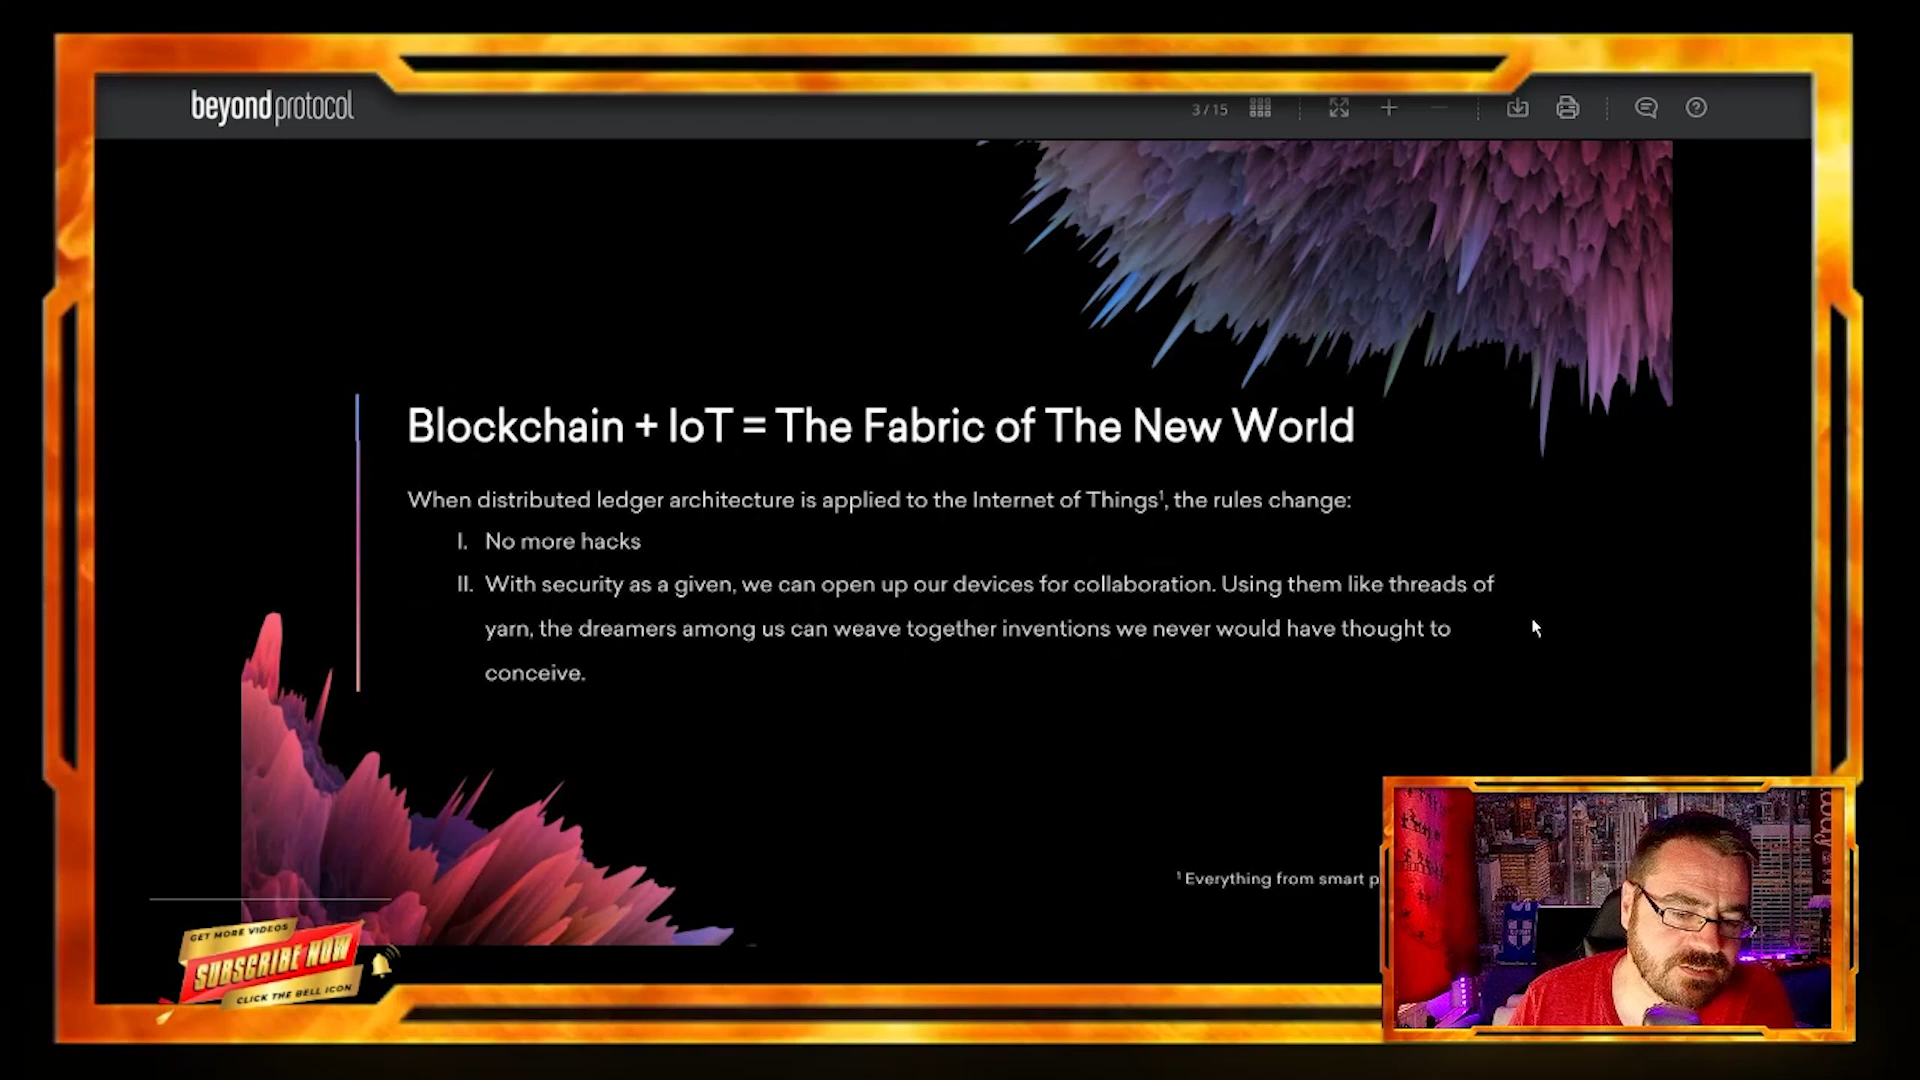 beyondprotocol
3 / 15
Blockchain + IoT = The Fabric of The New World
When distributed ledger architecture is applied to the Internet of Things¹, the rules change:
I. No more hacks
II. With security as a given, we can open up our devices for collaboration. Using them like threads of
yarn, the dreamers among us can weave together inventions we never would have thought to
conceive.
¹ Everything from smart p
GET MORE VIDEOS
SUBSCRIBE NOW
CLICK THE BELL ICON